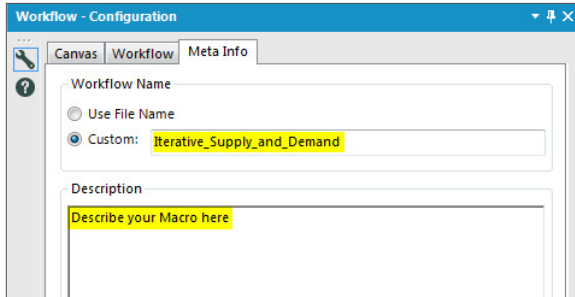 Workflow - Configuration
Canvas Workflow Meta Info
Workflow Name
Use File Name
Custom: Iterative_Supply_and_Demand
Description
Describe your Macro here